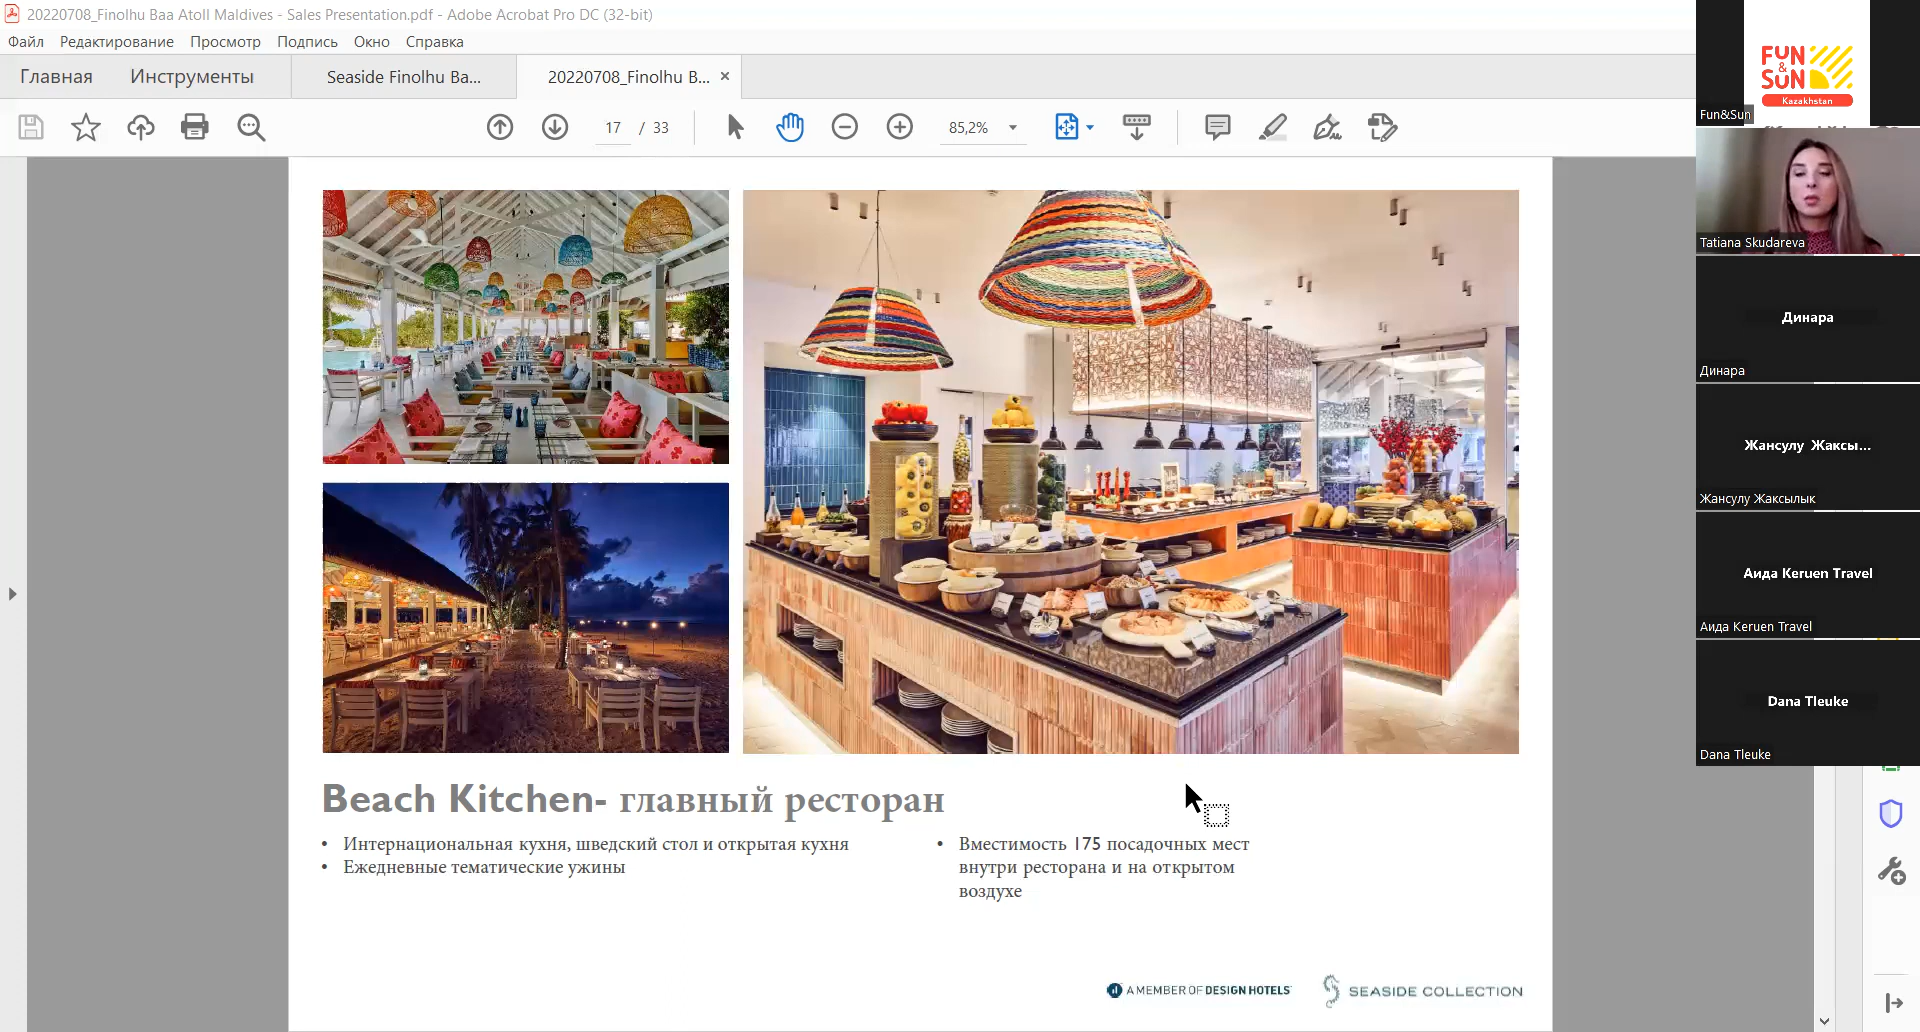 20220708_Finolhu Baa Atoll Maldives - Sales Presentation.pdf - Adobe Acrobat Pro DC (32-bit)
Файл Редактирование Просмотр Подпись Окно Справка
Главная Инструменты Seaside Finolhu Ba... 20220708_Finolhu B... ×
17 / 33 85,2%
FUN
&
SUN
Kazakhstan
Fun&Sun
Tatiana Skudareva
Динара
Динара
Жансулу Жаксы...
Жансулу Жаксылык
Аида Keruen Travel
Аида Keruen Travel
Dana Tleuke
Dana Tleuke
Beach Kitchen- главный ресторан
• Интернациональная кухня, шведский стол и открытая кухня
• Ежедневные тематические ужины
• Вместимость 175 посадочных мест
внутри ресторана и на открытом
воздухе
A MEMBER OF DESIGN HOTELS
SEASIDE COLLECTION